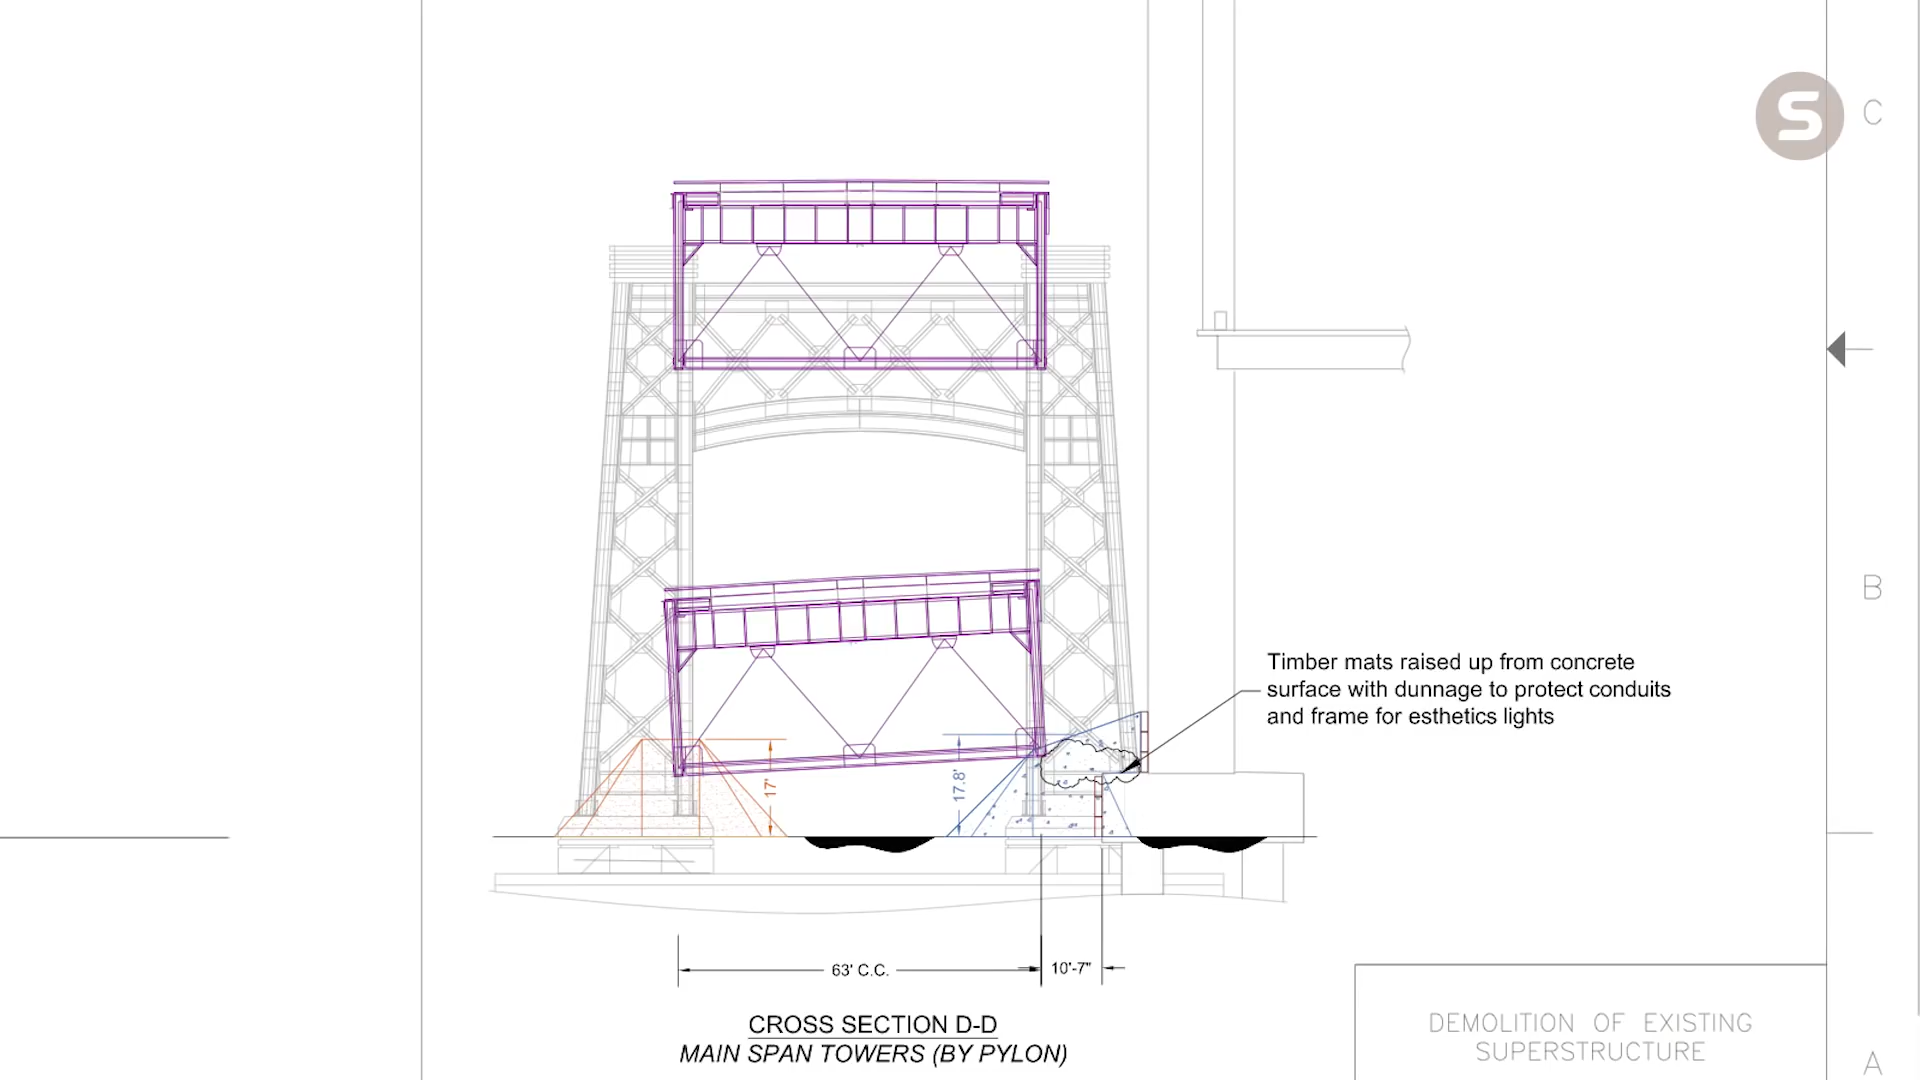 S
C
B
Timber mats raised up from concrete
surface with dunnage to protect conduits
and frame for esthetics lights
17'
17.8'
63' C.C.
10'-7"
CROSS SECTION D-D
MAIN SPAN TOWERS (BY PYLON)
DEMOLITION OF EXISTING
SUPERSTRUCTURE
A